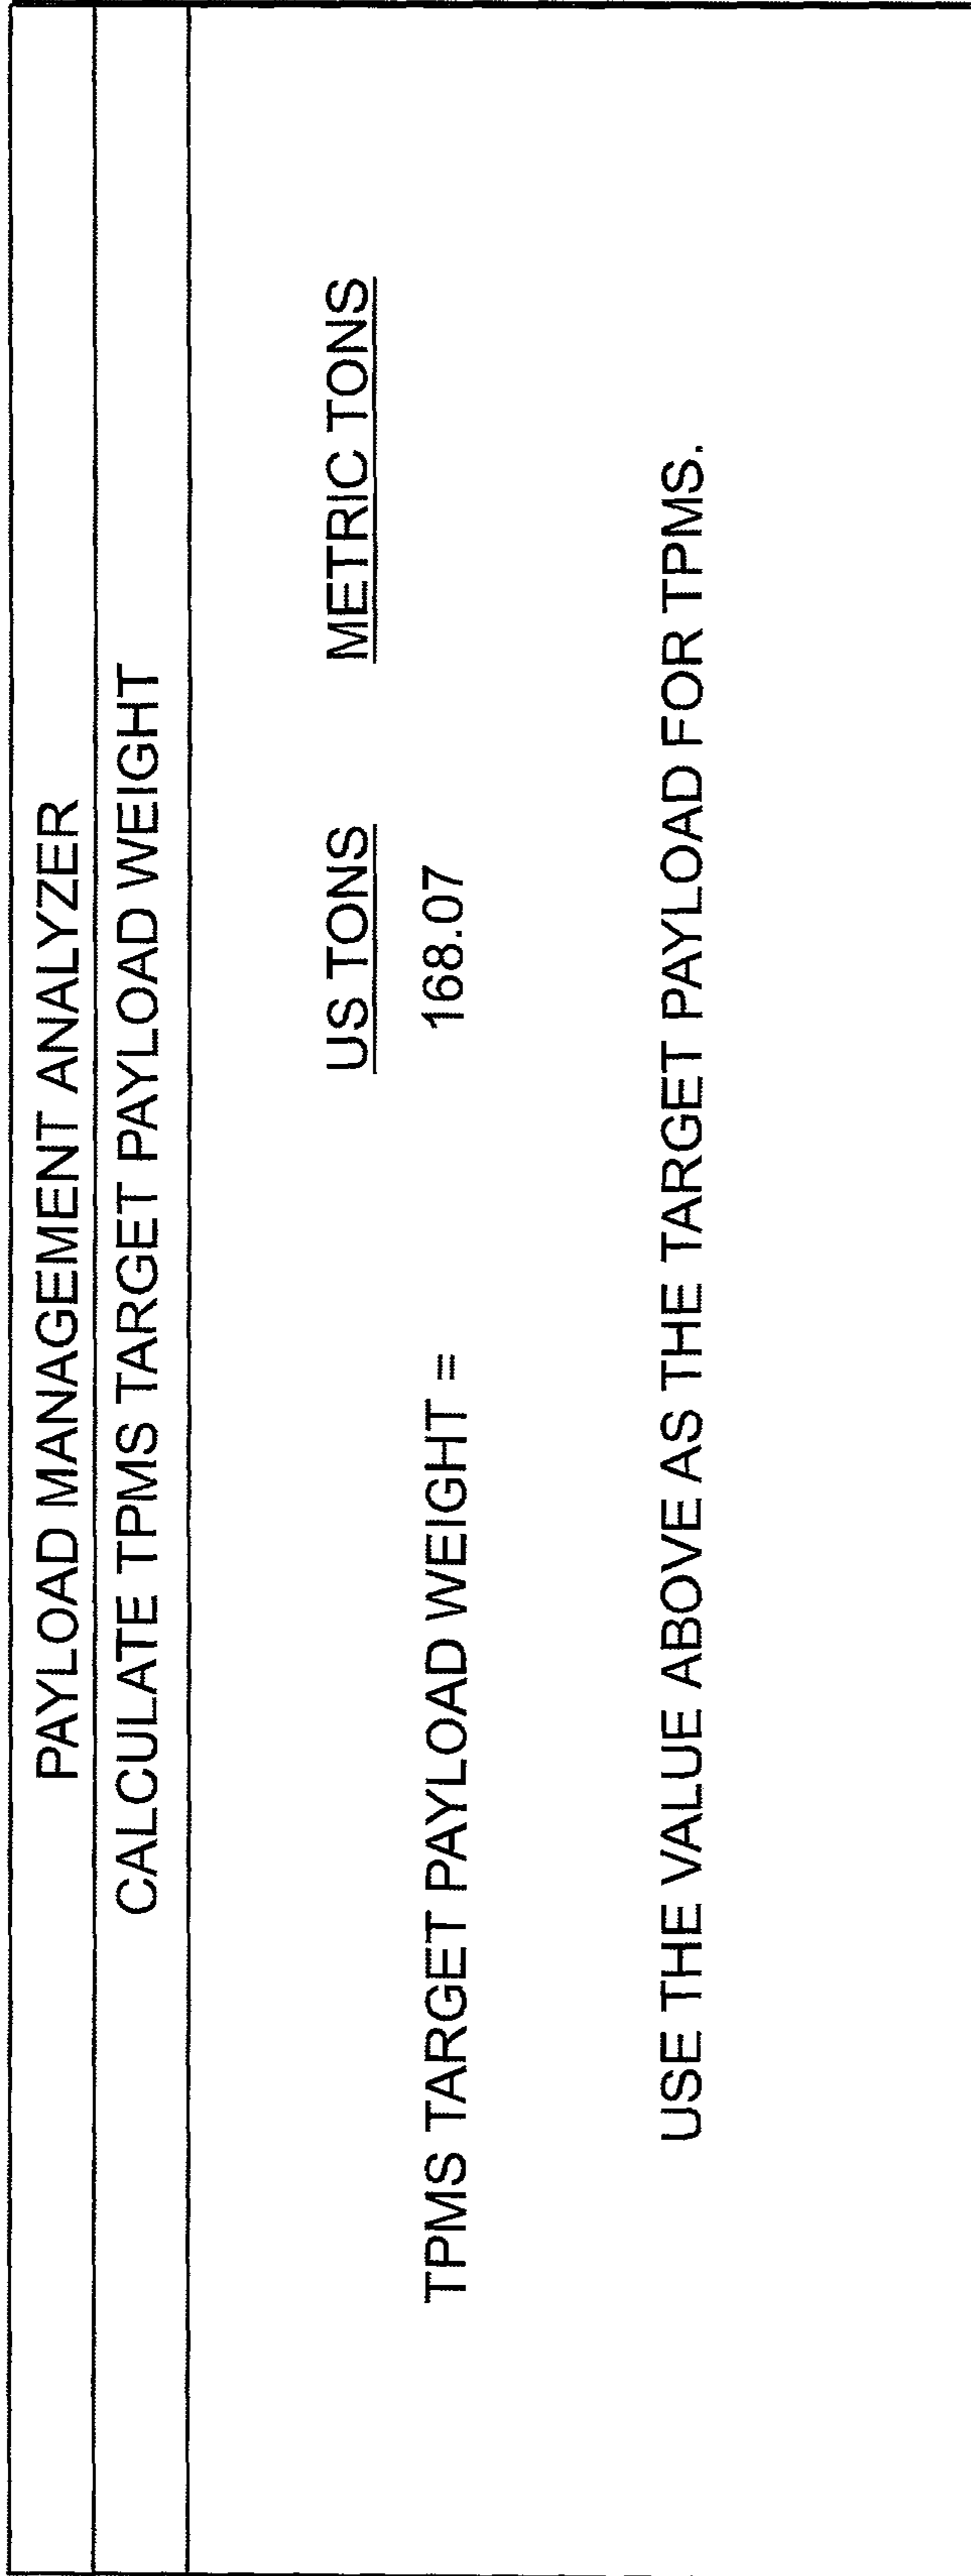 PAYLOAD MANAGEMENT ANALYZER
CALCULATE TPMS TARGET PAYLOAD WEIGHT
US TONS METRIC TONS
TPMS TARGET PAYLOAD WEIGHT = 168.07
USE THE VALUE ABOVE AS THE TARGET PAYLOAD FOR TPMS.